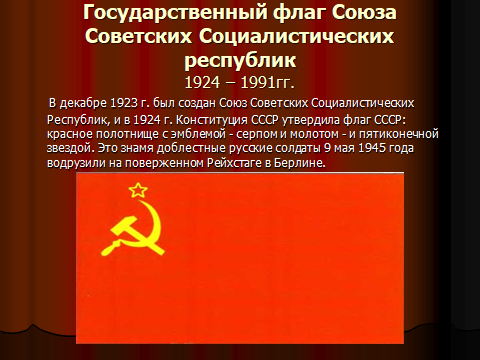 Государственный флаг Союза
Советских Социалистических
республик
1924 – 1991гг.
В декабре 1923 г. был создан Союз Советских Социалистических
Республик, и в 1924 г. Конституция СССР утвердила флаг СССР:
красное полотнище с эмблемой - серпом и молотом - и пятиконечной
звездой. Это знамя доблестные русские солдаты 9 мая 1945 года
водрузили на поверженном Рейхстаге в Берлине.